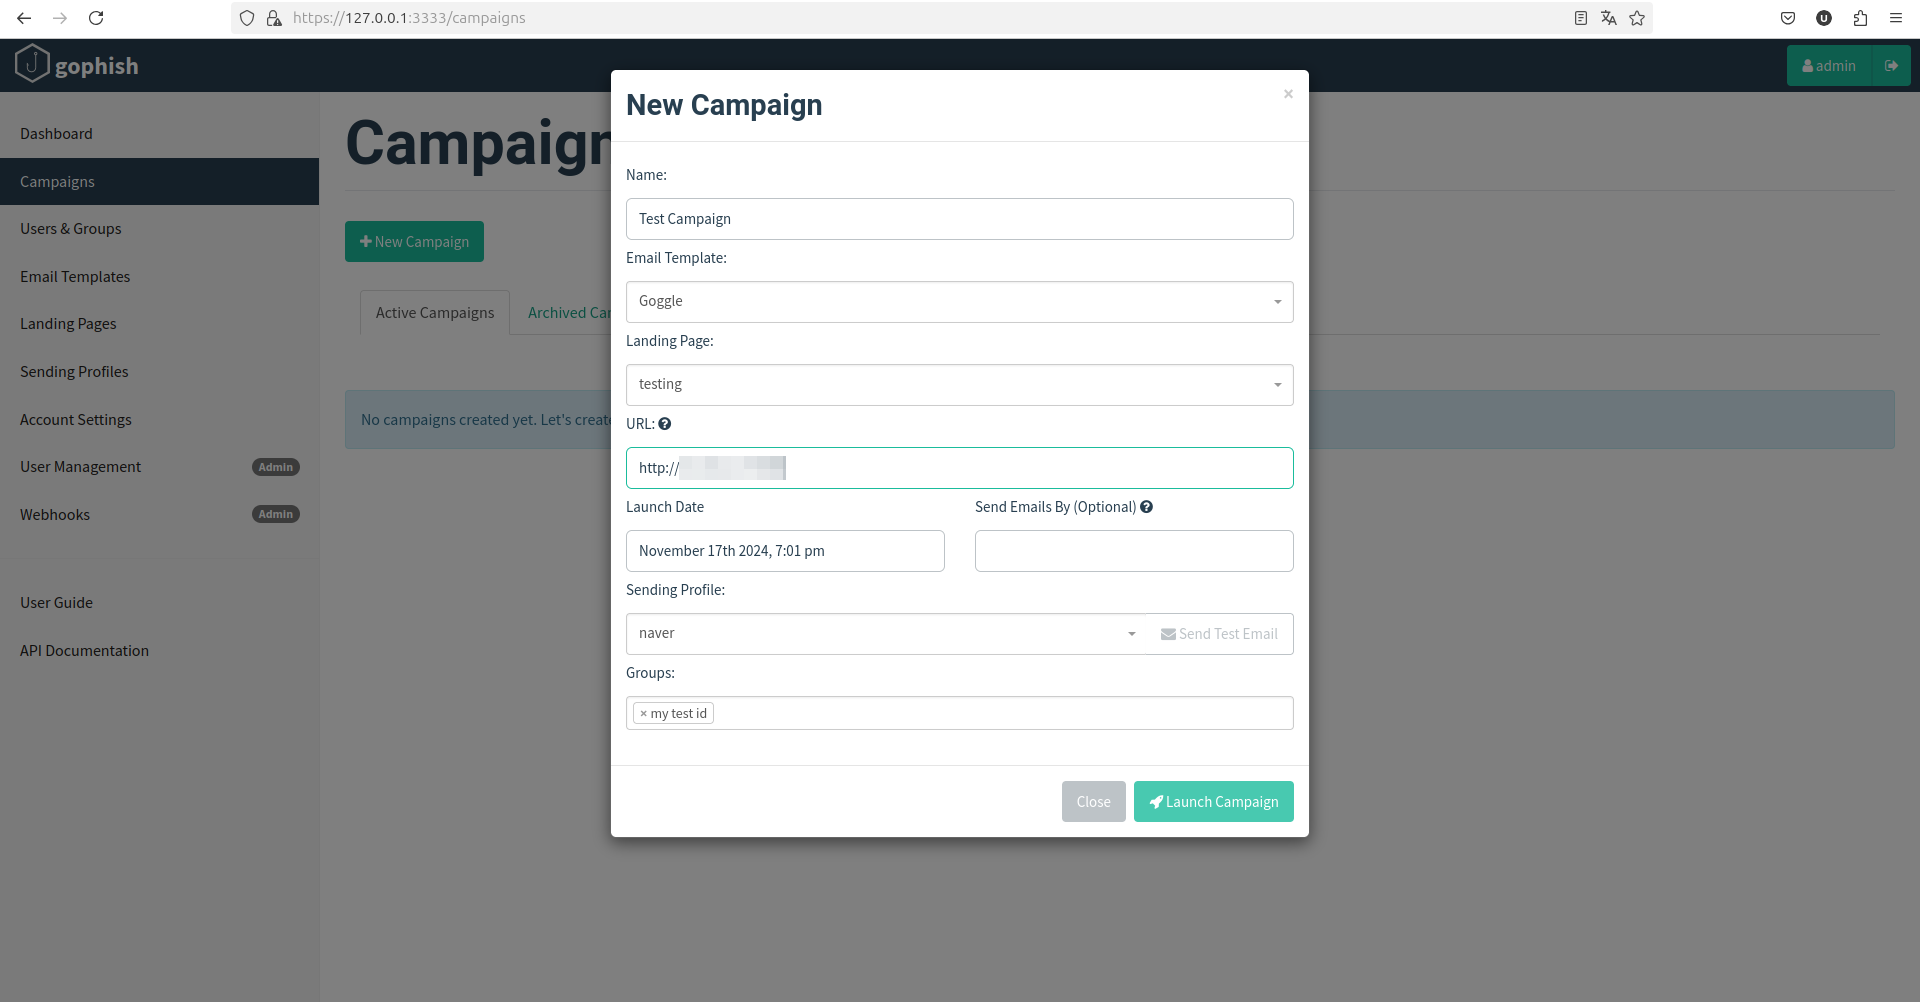 https://127.0.0.1:3333/campaigns
gophish
admin
Dashboard
Campaigns
Users & Groups
Email Templates
Landing Pages
Sending Profiles
Account Settings
User Management Admin
Webhooks Admin
User Guide
API Documentation
Campaign
New Campaign
Active Campaigns
Archived Ca
No campaigns created yet. Let's creat
New Campaign
×
Name:
Test Campaign
Email Template:
Goggle
Landing Page:
testing
URL:
http://
Launch Date
Send Emails By (Optional)
November 17th 2024, 7:01 pm
Sending Profile:
naver
Send Test Email
Groups:
× my test id
Close
Launch Campaign